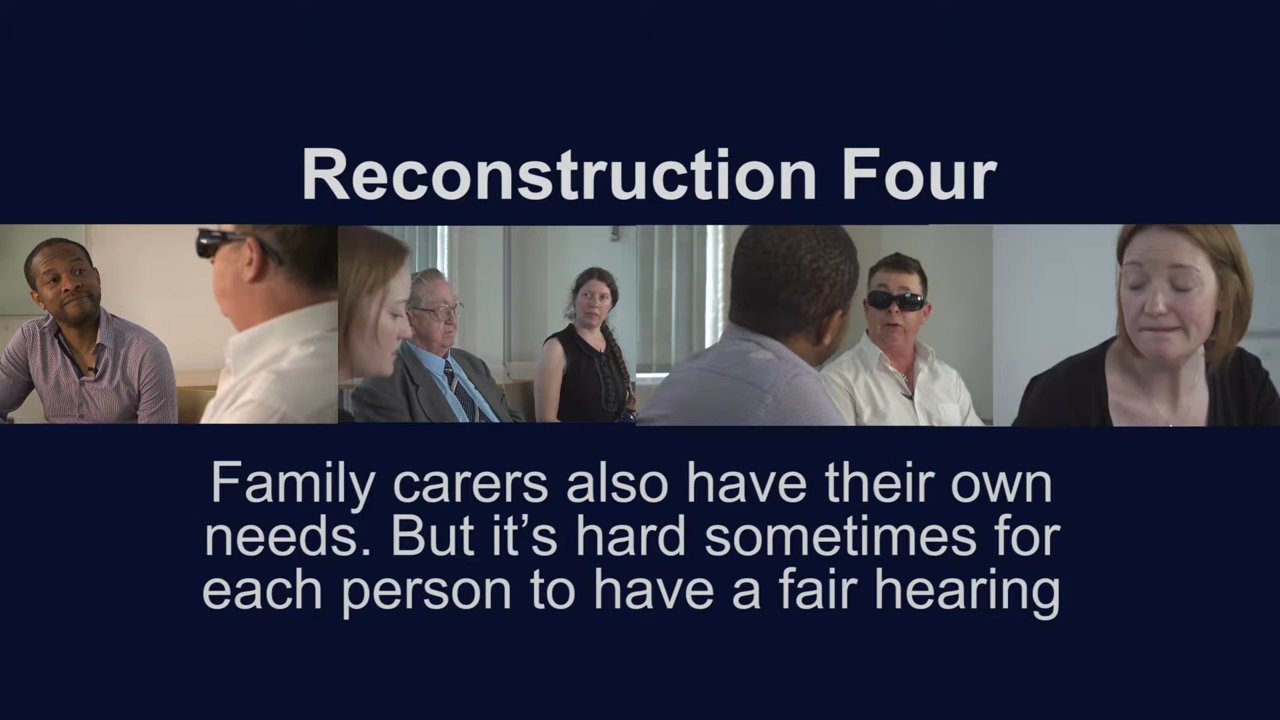 Reconstruction Four
Family carers also have their own
needs. But it’s hard sometimes for
each person to have a fair hearing